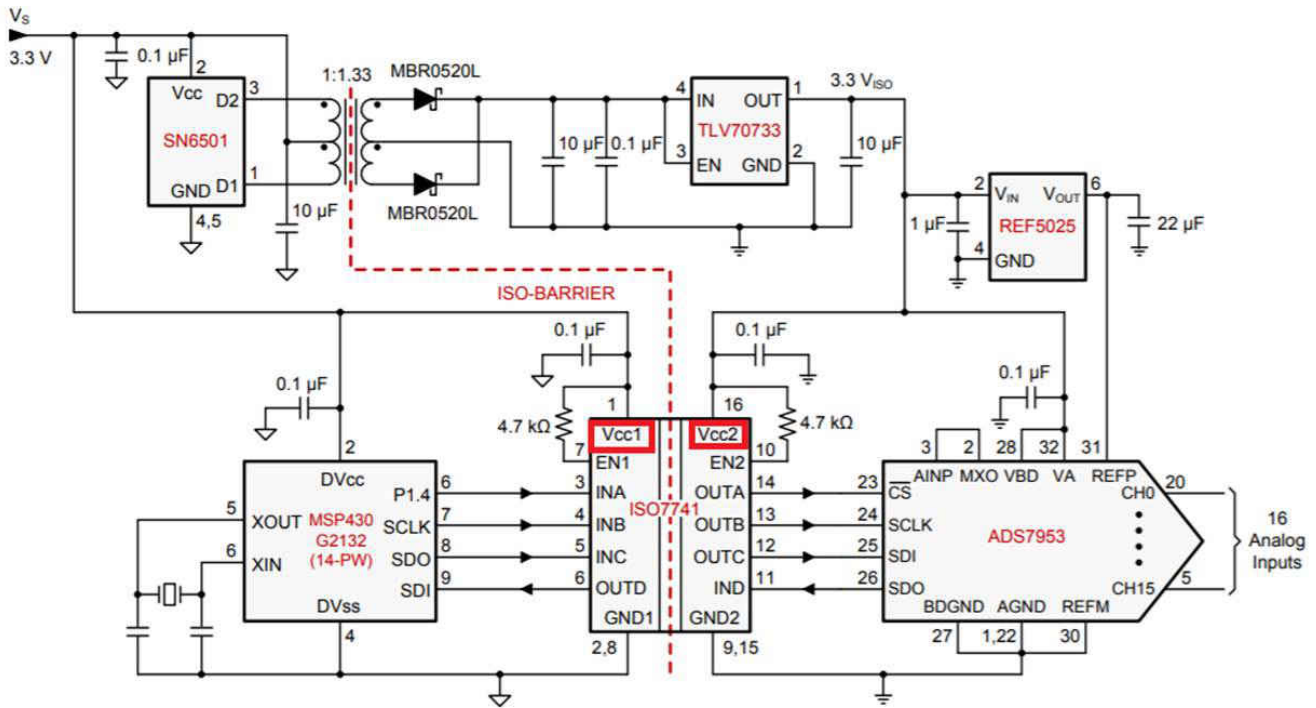 VS
3.3 V
0.1 µF
2
Vcc
D2
3
SN6501
GND
D1
1
4,5
10 µF
1:1.33
MBR0520L
MBR0520L
10 µF
0.1 µF
4
IN
OUT
1
TLV70733
3
EN
GND
2
3.3 VISO
10 µF
2
VIN
VOUT
6
REF5025
1 µF
4
GND
22 µF
ISO-BARRIER
0.1 µF
0.1 µF
0.1 µF
0.1 µF
4.7 kΩ
4.7 kΩ
1
16
Vcc1
Vcc2
7
EN1
EN2
10
3
INA
OUTA
14
4
INB
OUTB
13
ISO7741
5
INC
OUTC
12
6
OUTD
IND
11
GND1
GND2
2,8
9,15
2
DVcc
5
XOUT
6
XIN
MSP430
G2132
(14-PW)
P1.4
6
SCLK
7
SDO
8
SDI
9
DVss
4
3
2
28
32
31
AINP
MXO
VBD
VA
REFP
23
CS
24
SCLK
25
SDI
26
SDO
ADS7953
CH0
20
CH15
5
16
Analog
Inputs
BDGND
AGND
REFM
27
1,22
30